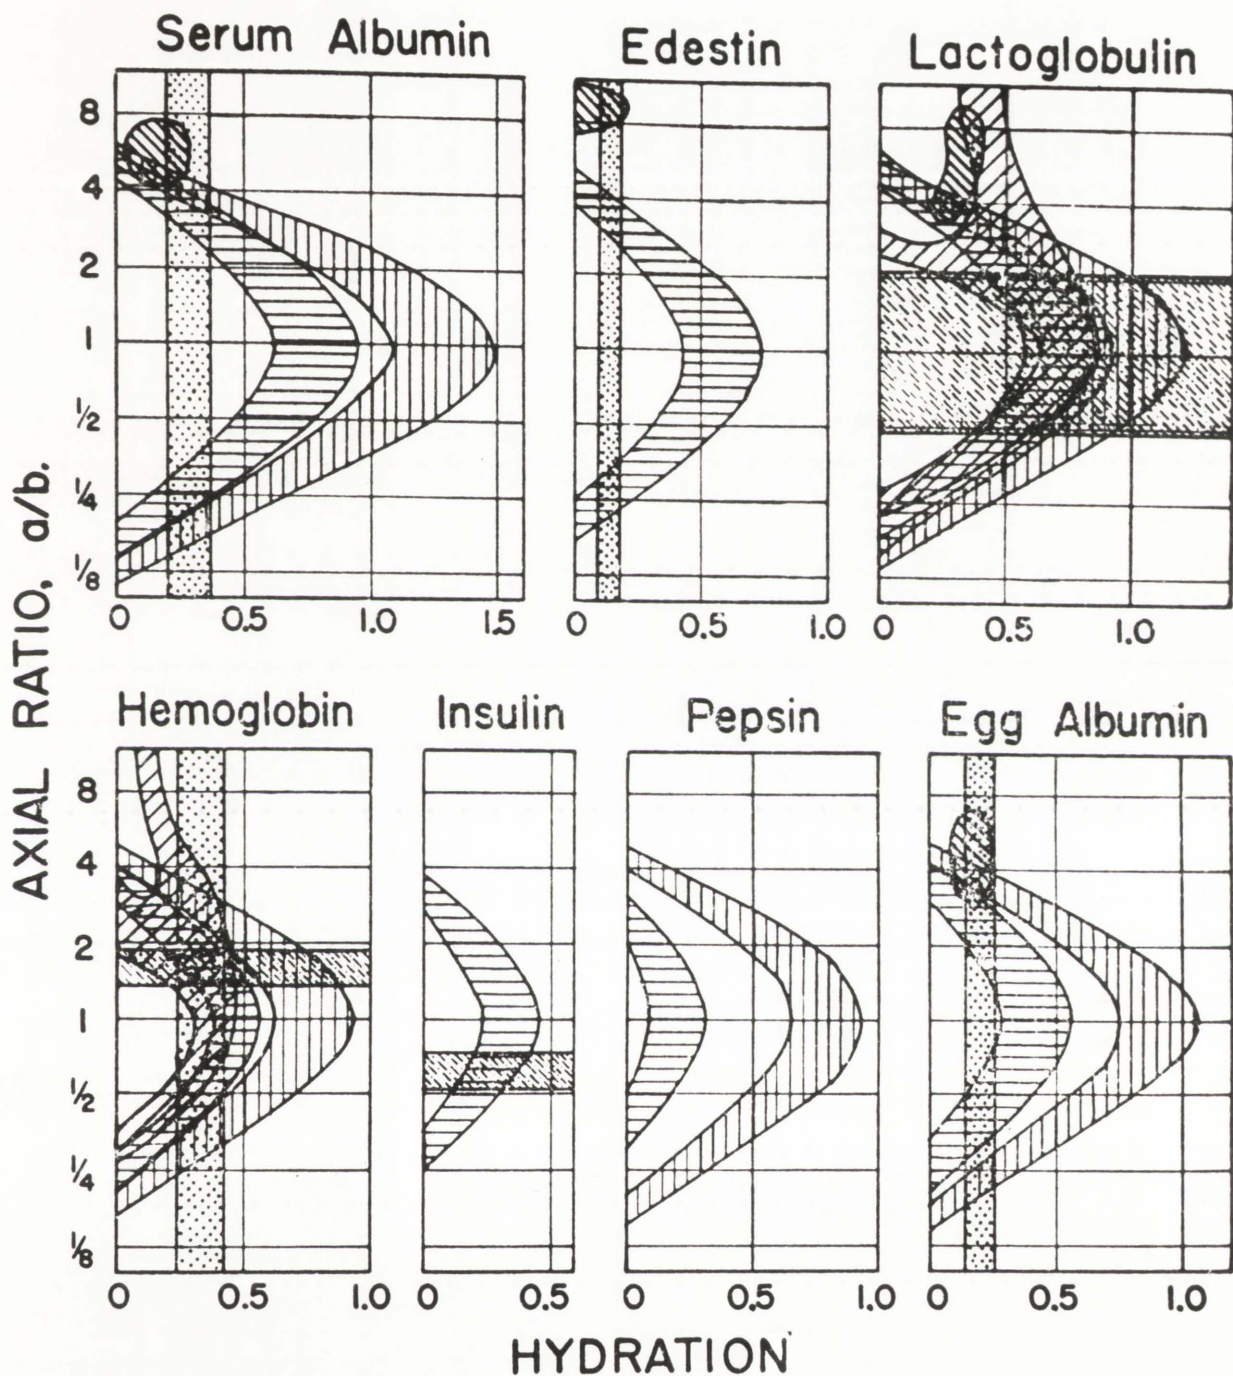 Serum Albumin
Edestin
Lactoglobulin
8
4
2
1
1/2
1/4
1/8
0 0.5 1.0 1.5
0 0.5 1.0
0 0.5 1.0
Hemoglobin
Insulin
Pepsin
Egg Albumin
8
4
2
1
1/2
1/4
1/8
0 0.5 1.0
0 0.5
0 0.5 1.0
0 0.5 1.0
AXIAL RATIO, a/b.
HYDRATION